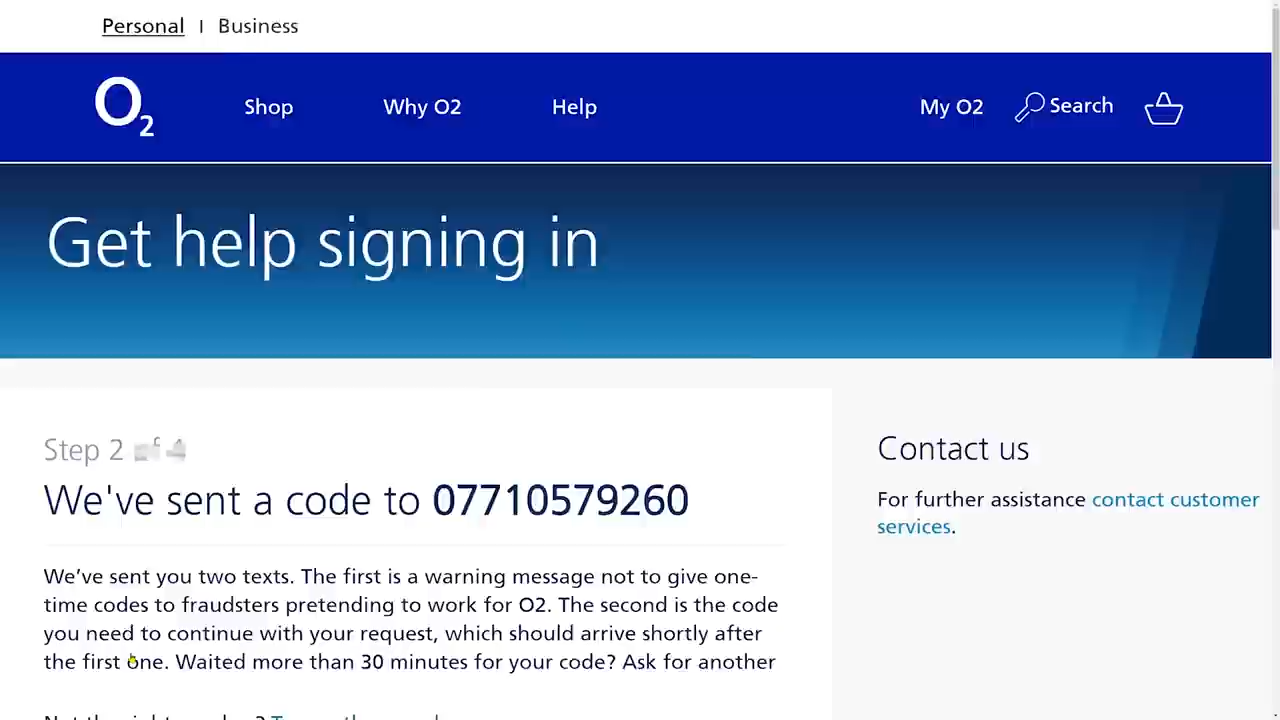 Personal | Business
O2 Shop Why O2 Help My O2 Search
Get help signing in
Step 2 of 4
We've sent a code to 07710579260
We’ve sent you two texts. The first is a warning message not to give one-
time codes to fraudsters pretending to work for O2. The second is the code
you need to continue with your request, which should arrive shortly after
the first one. Waited more than 30 minutes for your code? Ask for another
Contact us
For further assistance contact customer
services.